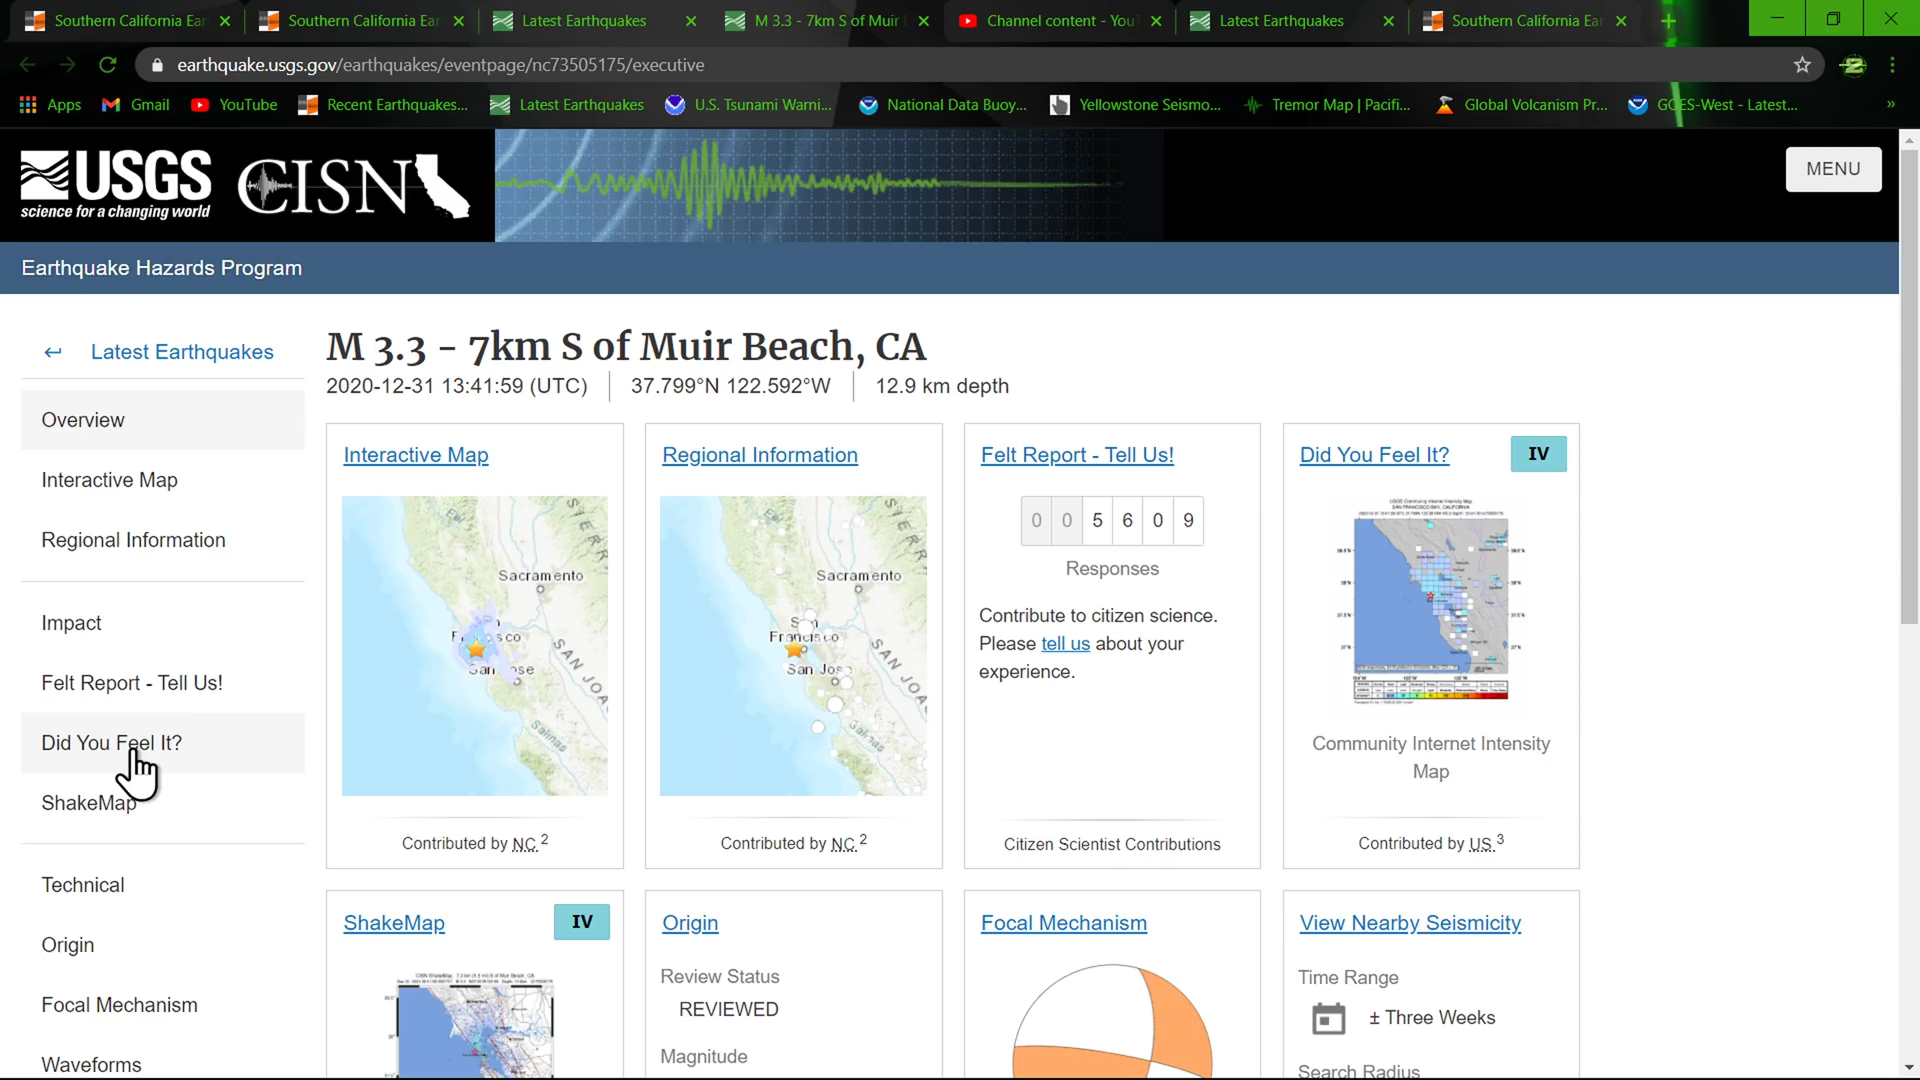 Southern California Ear
Southern California Ear
Latest Earthquakes
M 3.3 - 7km S of Muir
Channel content - You
Latest Earthquakes
Southern California Ear
earthquake.usgs.gov/earthquakes/eventpage/nc73505175/executive
Apps
Gmail
YouTube
Recent Earthquakes...
Latest Earthquakes
U.S. Tsunami Warni...
National Data Buoy...
Yellowstone Seismo...
Tremor Map | Pacifi...
Global Volcanism Pr...
GOES-West - Latest...
»
USGS
science for a changing world
CISN
MENU
Earthquake Hazards Program
Latest Earthquakes
Overview
Interactive Map
Regional Information
Impact
Felt Report - Tell Us!
Did You Feel It?
ShakeMap
Technical
Origin
Focal Mechanism
Waveforms
M 3.3 - 7km S of Muir Beach, CA
2020-12-31 13:41:59 (UTC)
37.799°N 122.592°W
12.9 km depth
Interactive Map
Sacramento
Salinas
Contributed by NC 2
Regional Information
Sacramento
San
Francisco
San Jose
Salinas
Contributed by NC 2
Felt Report - Tell Us!
0 0 5 6 0 9
Responses
Contribute to citizen science.
Please tell us about your
experience.
Citizen Scientist Contributions
Did You Feel It?
IV
Community Internet Intensity
Map
Contributed by US 3
ShakeMap
IV
Origin
Review Status
REVIEWED
Magnitude
Focal Mechanism
View Nearby Seismicity
Time Range
± Three Weeks
Search Radius